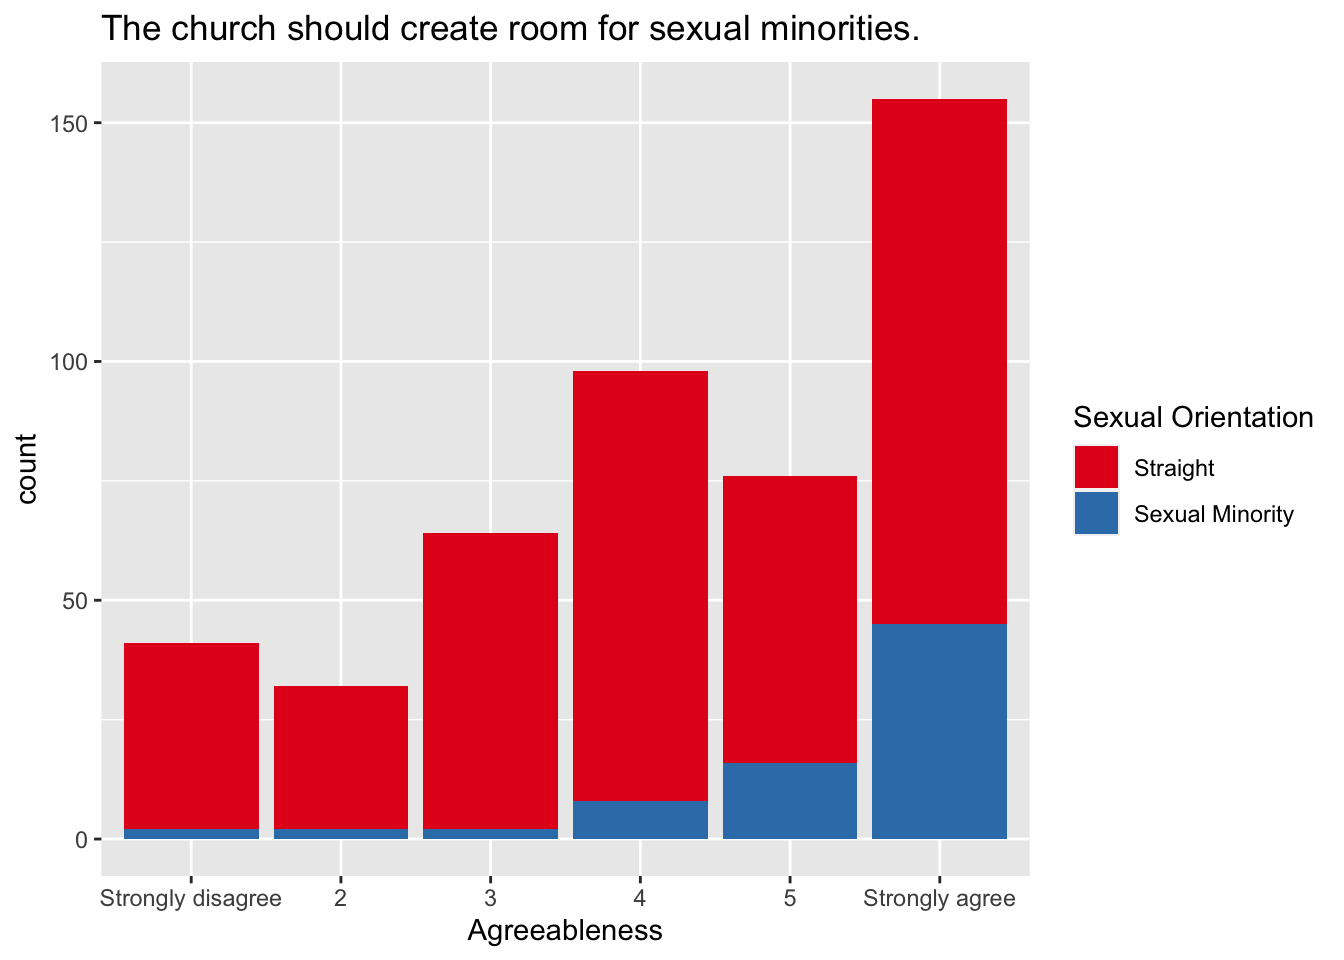 The church should create room for sexual minorities.
150
100
50
0
count
Strongly disagree 2 3 4 5 Strongly agree
Agreeableness
Sexual Orientation
Straight
Sexual Minority